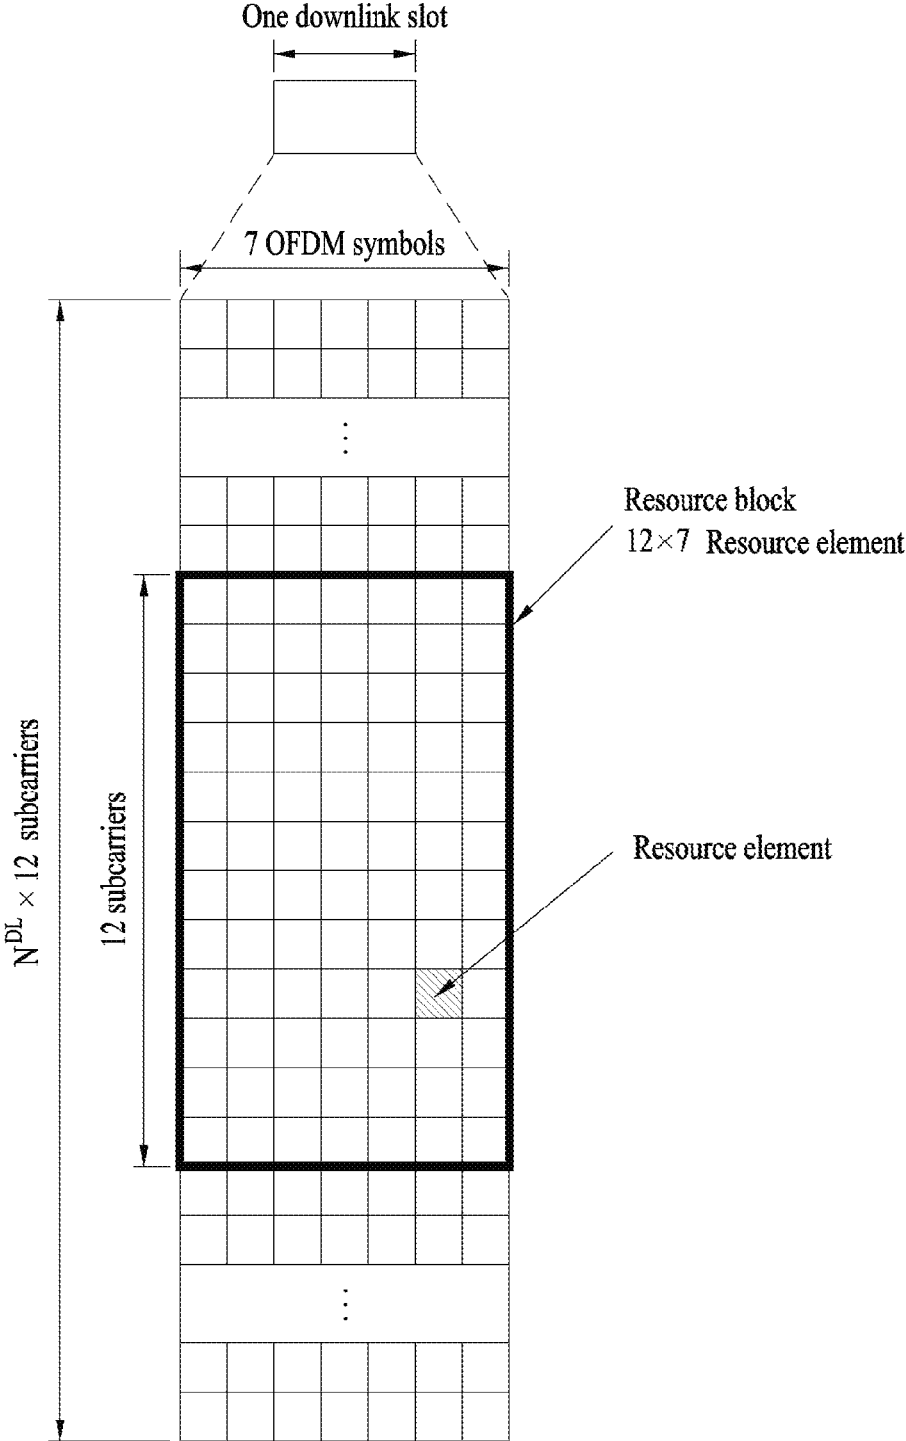 One downlink slot
7 OFDM symbols
Resource block
12×7 Resource element
N^DL × 12 subcarriers
12 subcarriers
Resource element